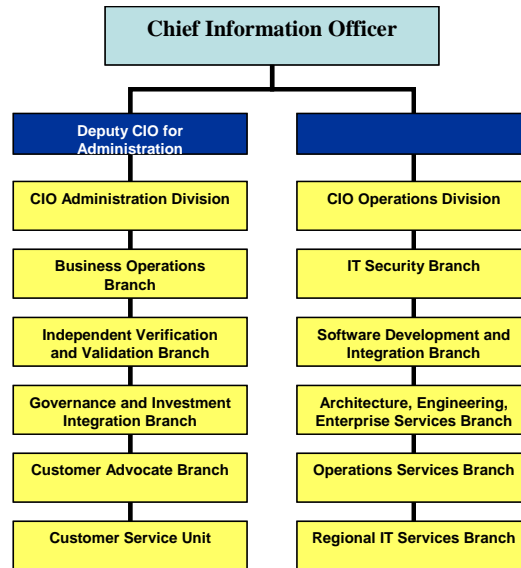 Chief Information Officer
Deputy CIO for
Administration
CIO Administration Division
Business Operations
Branch
Independent Verification
and Validation Branch
Governance and Investment
Integration Branch
Customer Advocate Branch
Customer Service Unit
CIO Operations Division
IT Security Branch
Software Development and
Integration Branch
Architecture, Engineering,
Enterprise Services Branch
Operations Services Branch
Regional IT Services Branch